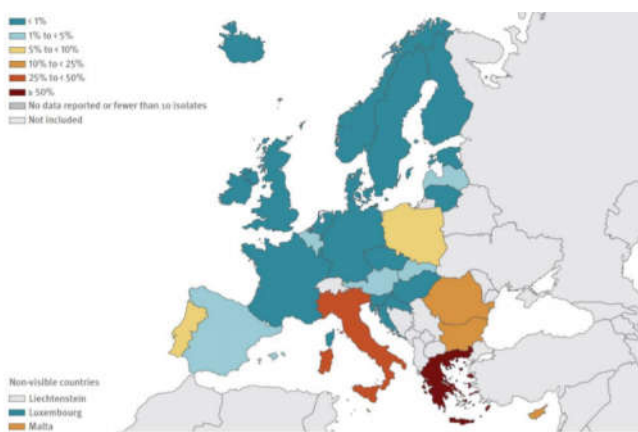 < 1%
1% to < 5%
5% to < 10%
10% to < 25%
25% to < 50%
≥ 50%
No data reported or fewer than 10 isolates
Not included
Non-visible countries
Liechtenstein
Luxembourg
Malta